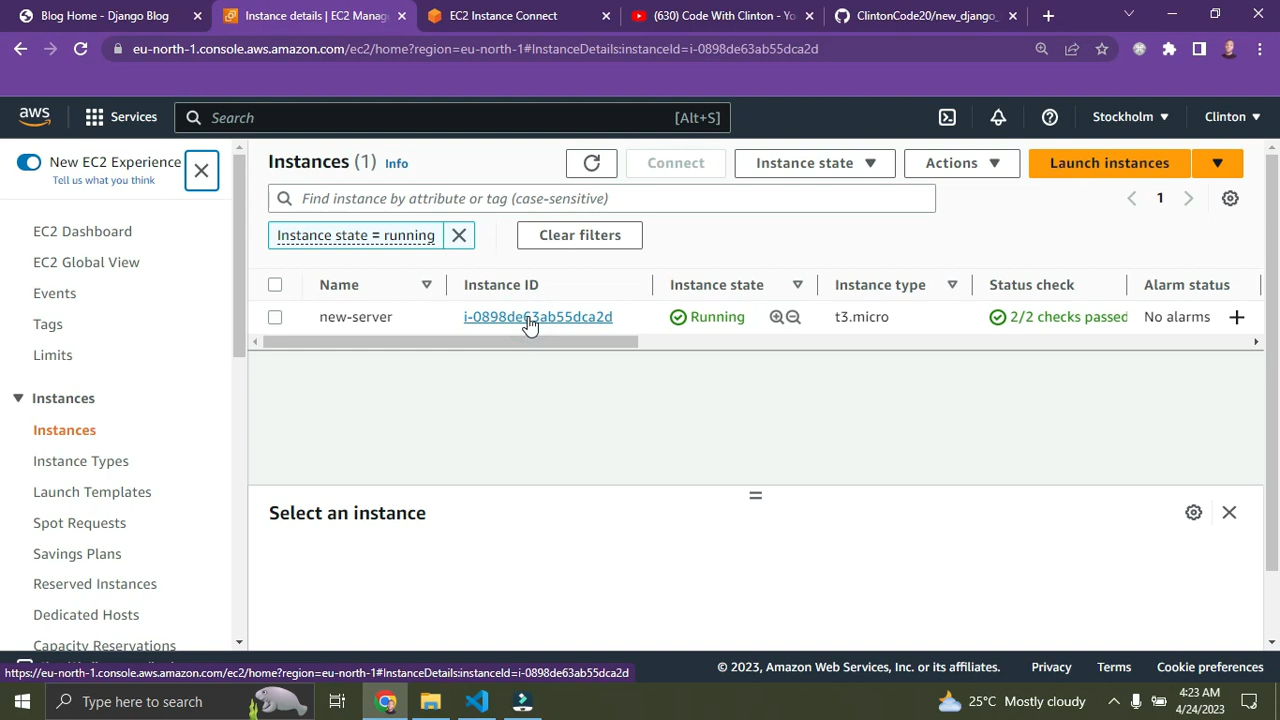 Blog Home - Django Blog
Instance details | EC2 Manag
EC2 Instance Connect
(630) Code With Clinton - Yo
ClintonCode20/new_django_
eu-north-1.console.aws.amazon.com/ec2/home?region=eu-north-1#InstanceDetails:instanceId=i-0898de63ab55dca2d
aws
Services
Search
[Alt+S]
Stockholm
Clinton
New EC2 Experience
Tell us what you think
EC2 Dashboard
EC2 Global View
Events
Tags
Limits
Instances
Instances
Instance Types
Launch Templates
Spot Requests
Savings Plans
Reserved Instances
Dedicated Hosts
Capacity Reservations
Instances (1) Info
Connect
Instance state
Actions
Launch instances
Find instance by attribute or tag (case-sensitive)
1
Instance state = running
Clear filters
Name Instance ID Instance state Instance type Status check Alarm status
new-server i-0898de63ab55dca2d Running t3.micro 2/2 checks passed No alarms
Select an instance
https://eu-north-1.console.aws.amazon.com/ec2/home?region=eu-north-1#InstanceDetails:instanceId=i-0898de63ab55dca2d
© 2023, Amazon Web Services, Inc. or its affiliates. Privacy Terms Cookie preferences
Type here to search
25°C Mostly cloudy
4:23 AM
4/24/2023